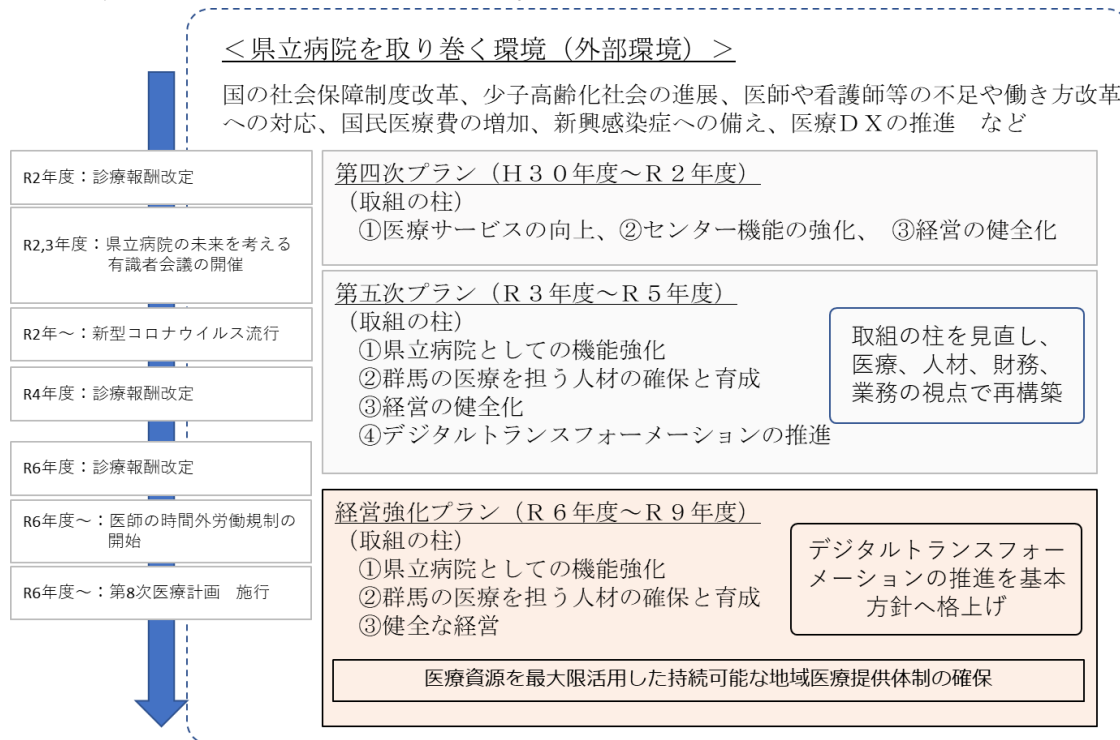 ＜県立病院を取り巻く環境（外部環境）＞
国の社会保障制度改革、少子高齢化社会の進展、医師や看護師等の不足や働き方改革
への対応、国民医療費の増加、新興感染症への備え、医療ＤＸの推進　など
R2年度：診療報酬改定
R2,3年度：県立病院の未来を考える
有識者会議の開催
R2年～：新型コロナウイルス流行
R4年度：診療報酬改定
R6年度：診療報酬改定
R6年度～：医師の時間外労働規制の
開始
R6年度～：第8次医療計画　施行
第四次プラン（Ｈ３０年度～Ｒ２年度）
（取組の柱）
①医療サービスの向上、②センター機能の強化、　③経営の健全化
第五次プラン（Ｒ３年度～Ｒ５年度）
（取組の柱）
①県立病院としての機能強化
②群馬の医療を担う人材の確保と育成
③経営の健全化
④デジタルトランスフォーメーションの推進
取組の柱を見直し、
医療、人材、財務、
業務の視点で再構築
経営強化プラン（Ｒ６年度～Ｒ９年度）
（取組の柱）
①県立病院としての機能強化
②群馬の医療を担う人材の確保と育成
③健全な経営
デジタルトランスフォー
メーションの推進を基本
方針へ格上げ
医療資源を最大限活用した持続可能な地域医療提供体制の確保